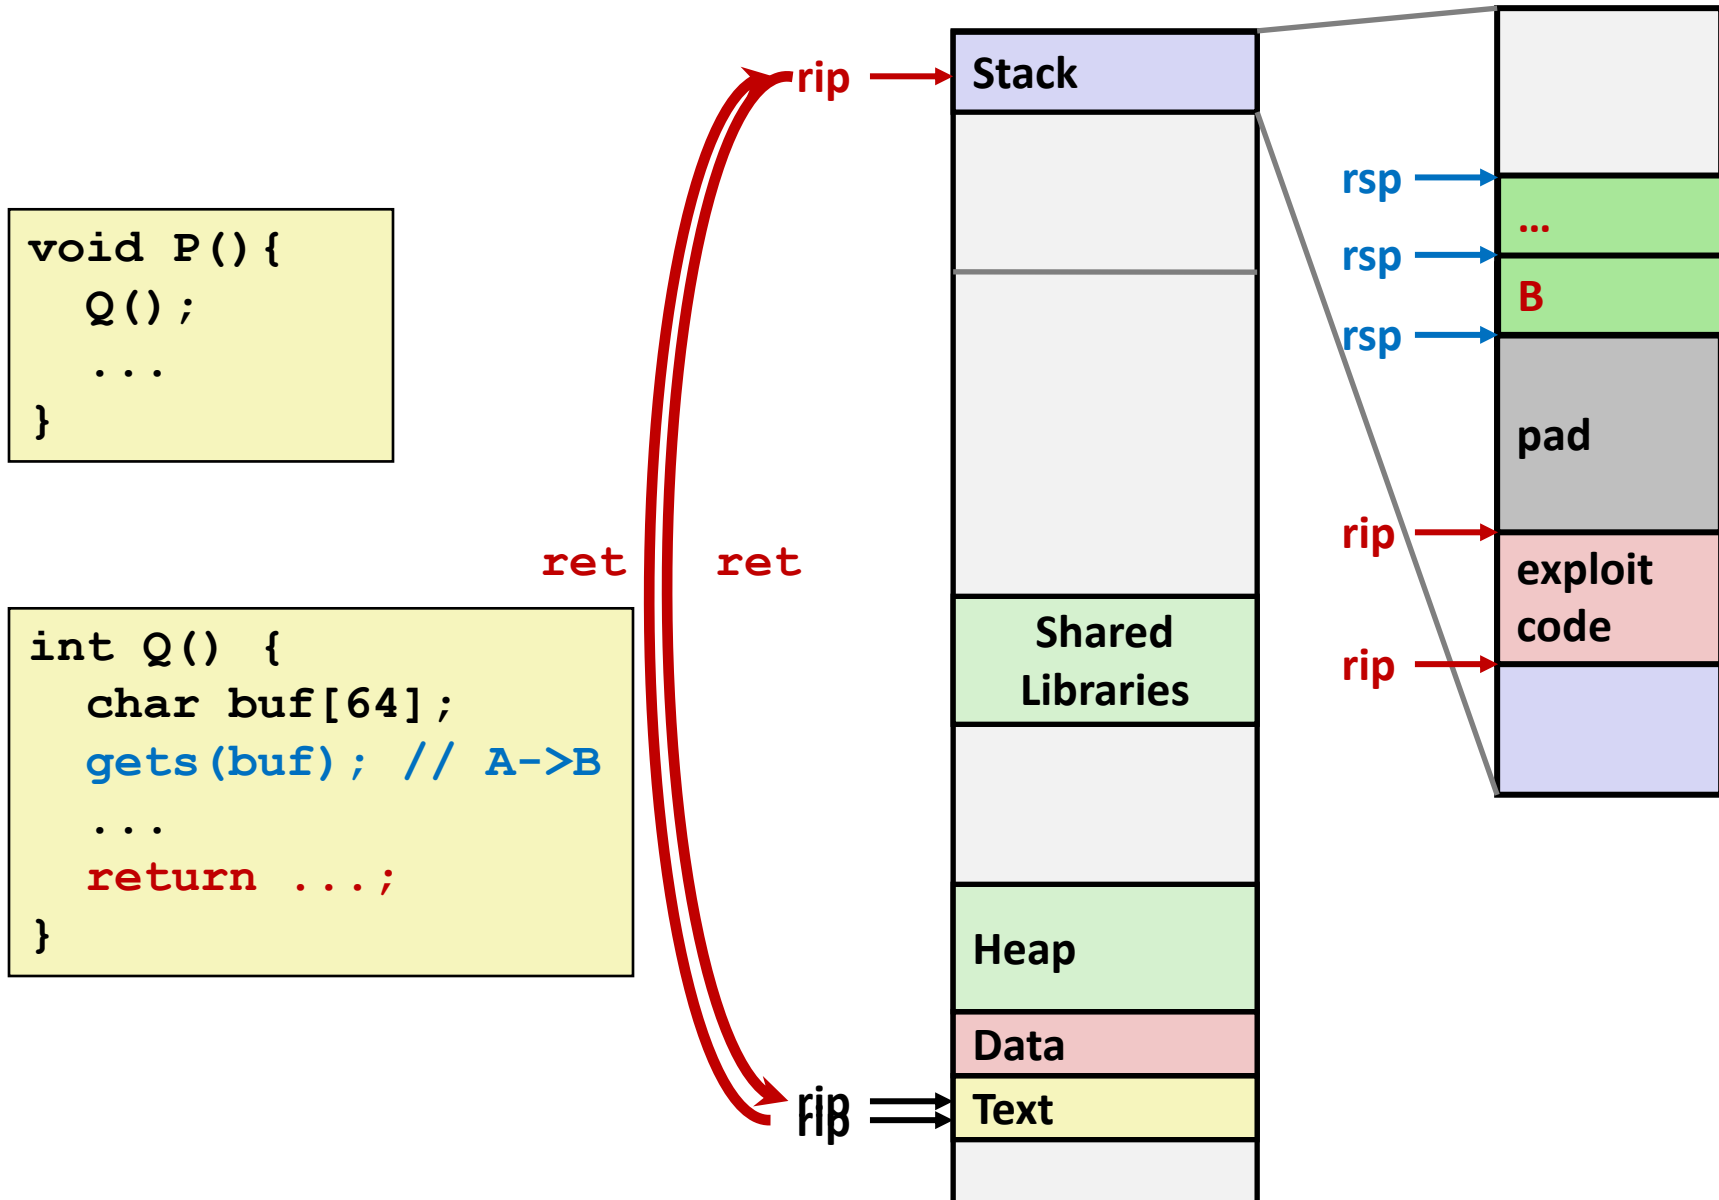 void P(){
Q();
...
}
int Q() {
char buf[64];
gets(buf); // A->B
...
return ...;
}
ret
ret
rip
Stack
Shared
Libraries
Heap
Data
rip
rip
Text
rsp
...
rsp
B
rsp
pad
rip
exploit
code
rip